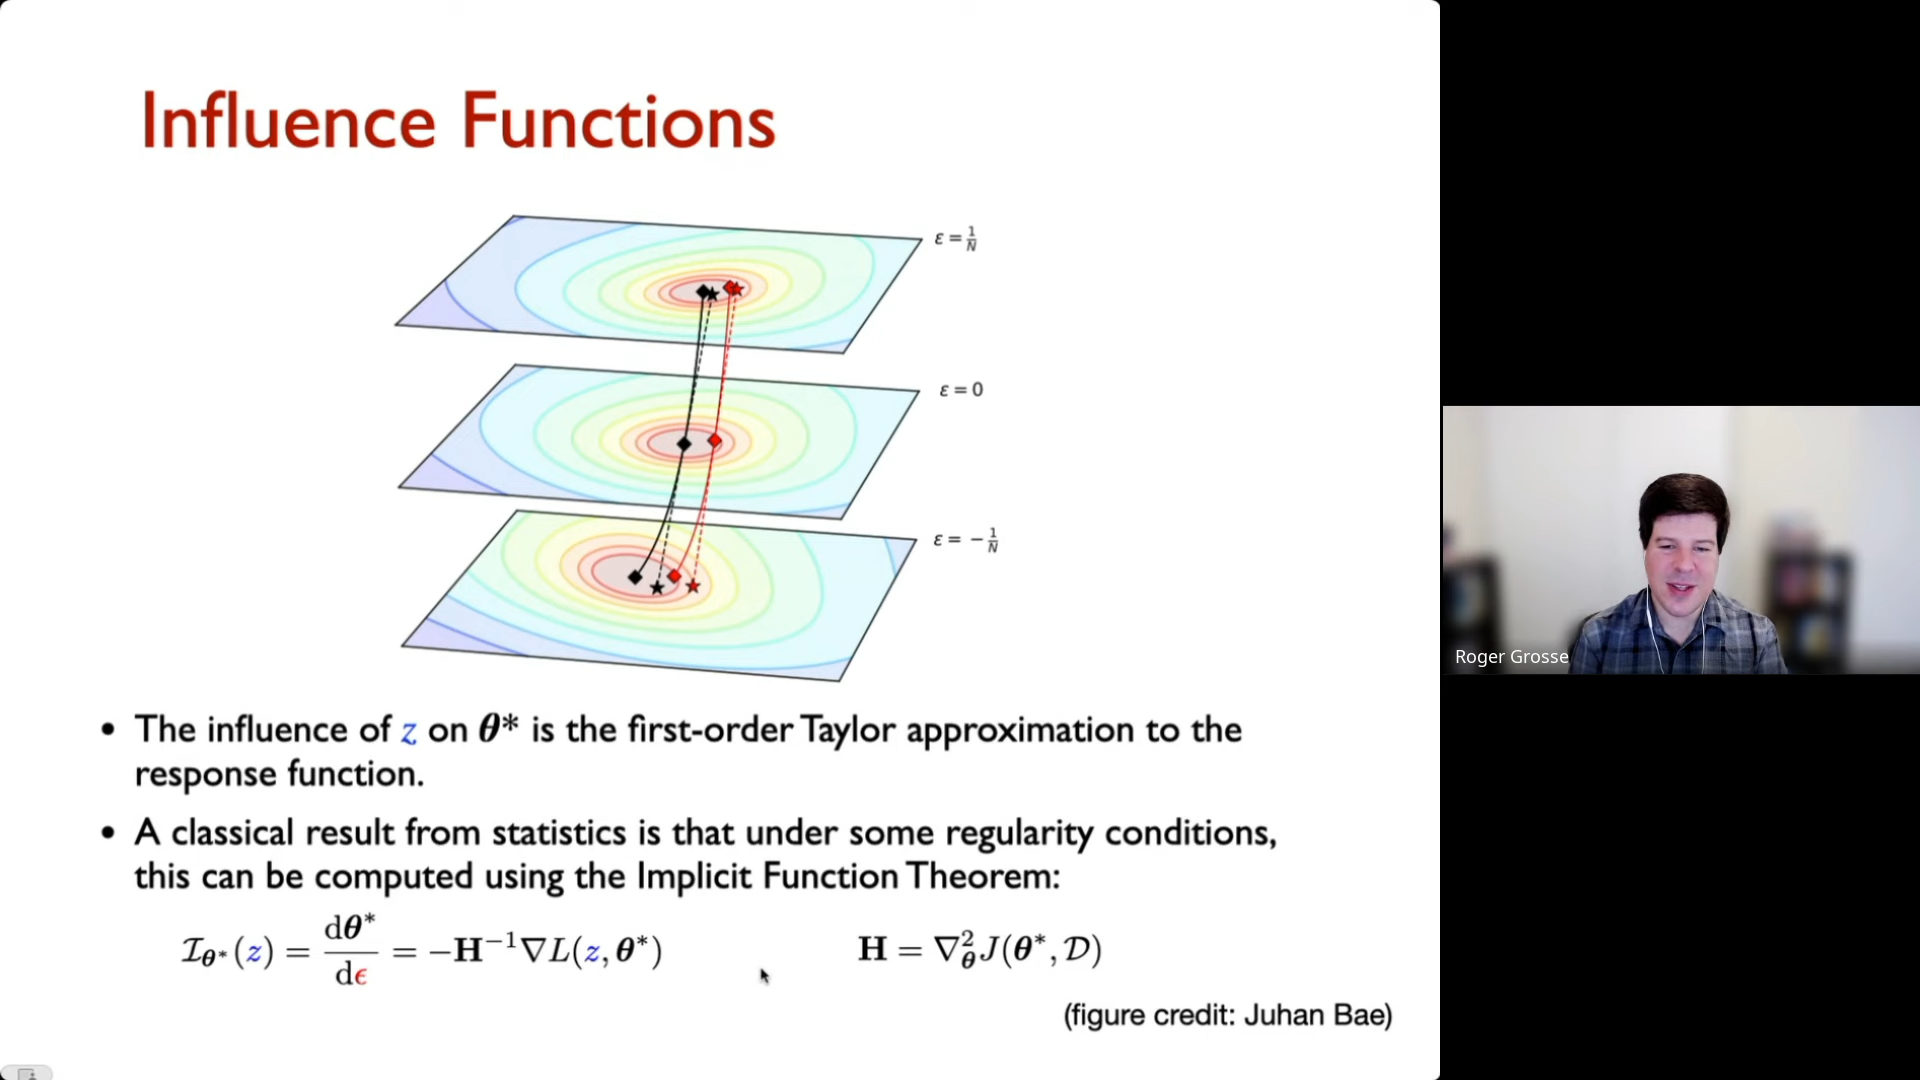 Influence Functions
ε = 1/N
ε = 0
ε = − 1/N
• The influence of z on θ* is the first-order Taylor approximation to the
response function.
• A classical result from statistics is that under some regularity conditions,
this can be computed using the Implicit Function Theorem:
ℐ_θ*(z) = dθ*/dϵ = −H⁻¹∇L(z, θ*)
H = ∇²_θ J(θ*, 𝒟)
(figure credit: Juhan Bae)
Roger Grosse